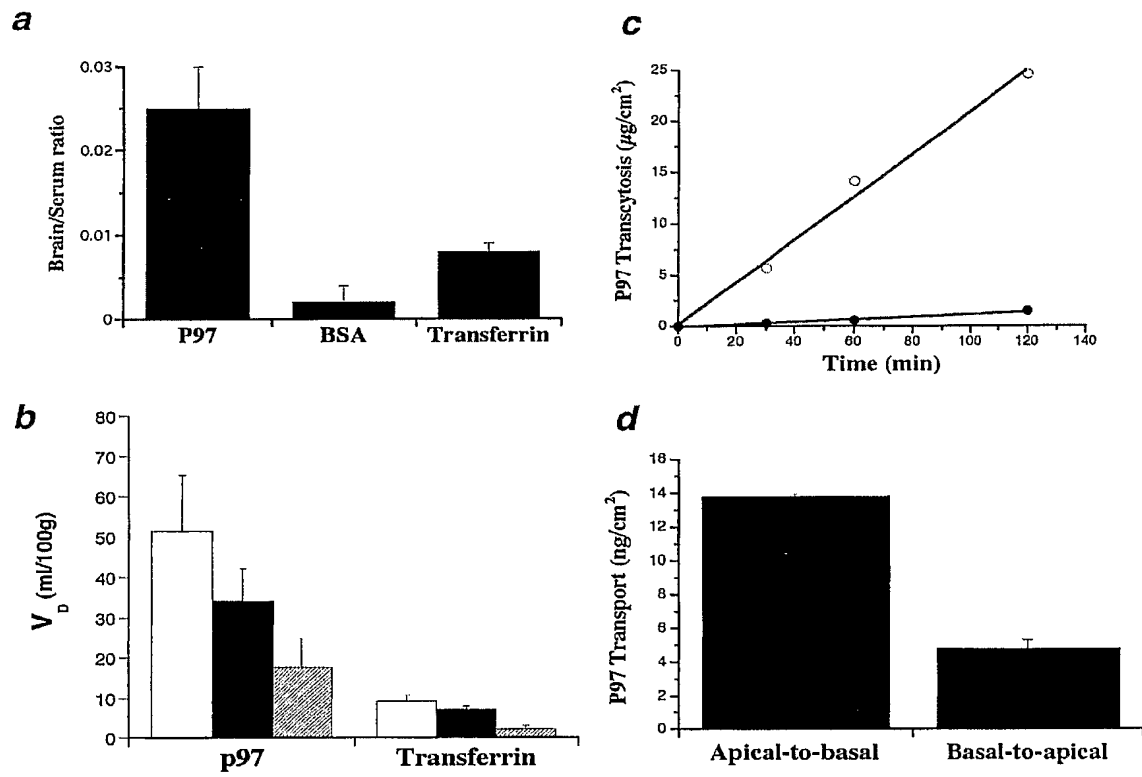 a
0.03
0.02
0.01
0
Brain/Serum ratio
P97
BSA
Transferrin
b
80
70
60
50
40
30
20
10
0
V_D (ml/100g)
p97
Transferrin
c
25
20
15
10
5
0
P97 Transcytosis (µg/cm²)
0 20 40 60 80 100 120 140
Time (min)
d
16
14
12
10
8
6
4
2
0
P97 Transport (ng/cm²)
Apical-to-basal
Basal-to-apical